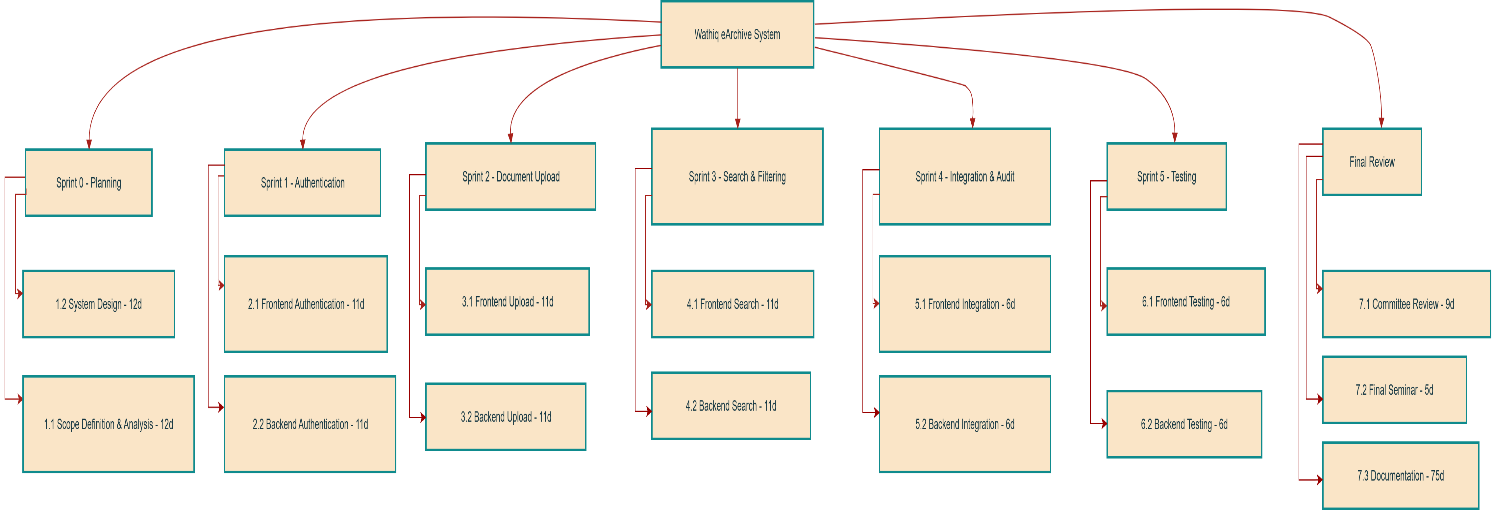 Wathiq eArchive System
Sprint 0 - Planning
Sprint 1 - Authentication
Sprint 2 - Document Upload
Sprint 3 - Search & Filtering
Sprint 4 - Integration & Audit
Sprint 5 - Testing
Final Review
1.2 System Design - 12d
2.1 Frontend Authentication - 11d
3.1 Frontend Upload - 11d
4.1 Frontend Search - 11d
5.1 Frontend Integration - 6d
6.1 Frontend Testing - 6d
7.1 Committee Review - 9d
7.2 Final Seminar - 5d
1.1 Scope Definition & Analysis - 12d
2.2 Backend Authentication - 11d
3.2 Backend Upload - 11d
4.2 Backend Search - 11d
5.2 Backend Integration - 6d
6.2 Backend Testing - 6d
7.3 Documentation - 75d